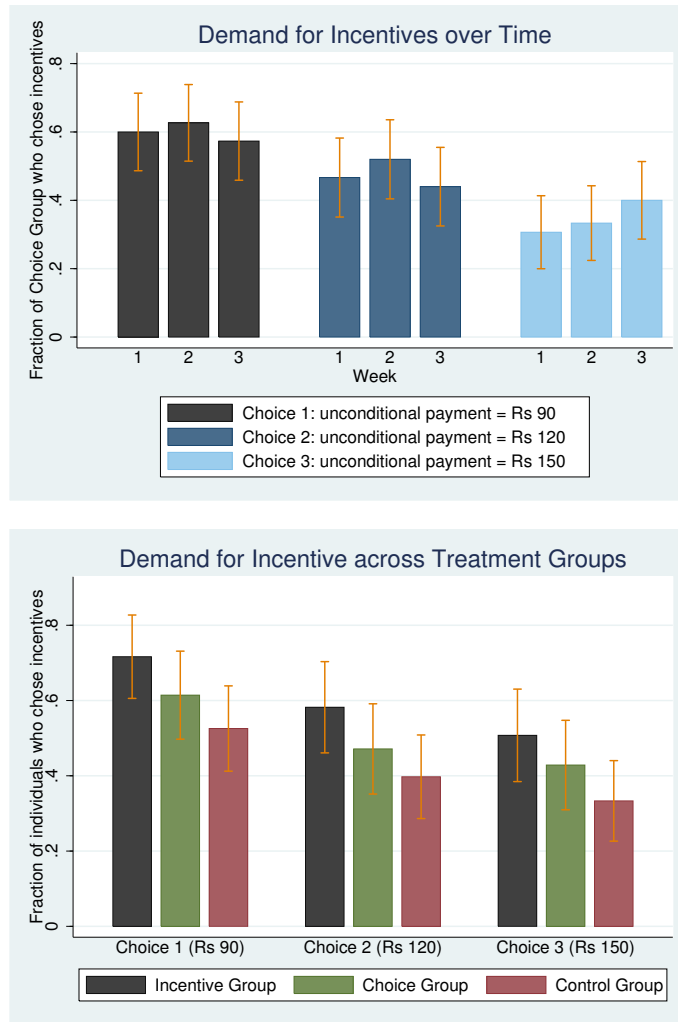 Demand for Incentives over Time
Fraction of Choice Group who chose incentives
0 .2 .4 .6 .8
1 2 3 1 2 3 1 2 3
Week
Choice 1: unconditional payment = Rs 90
Choice 2: unconditional payment = Rs 120
Choice 3: unconditional payment = Rs 150
Demand for Incentive across Treatment Groups
Fraction of individuals who chose incentives
0 .2 .4 .6 .8
Choice 1 (Rs 90) Choice 2 (Rs 120) Choice 3 (Rs 150)
Incentive Group Choice Group Control Group